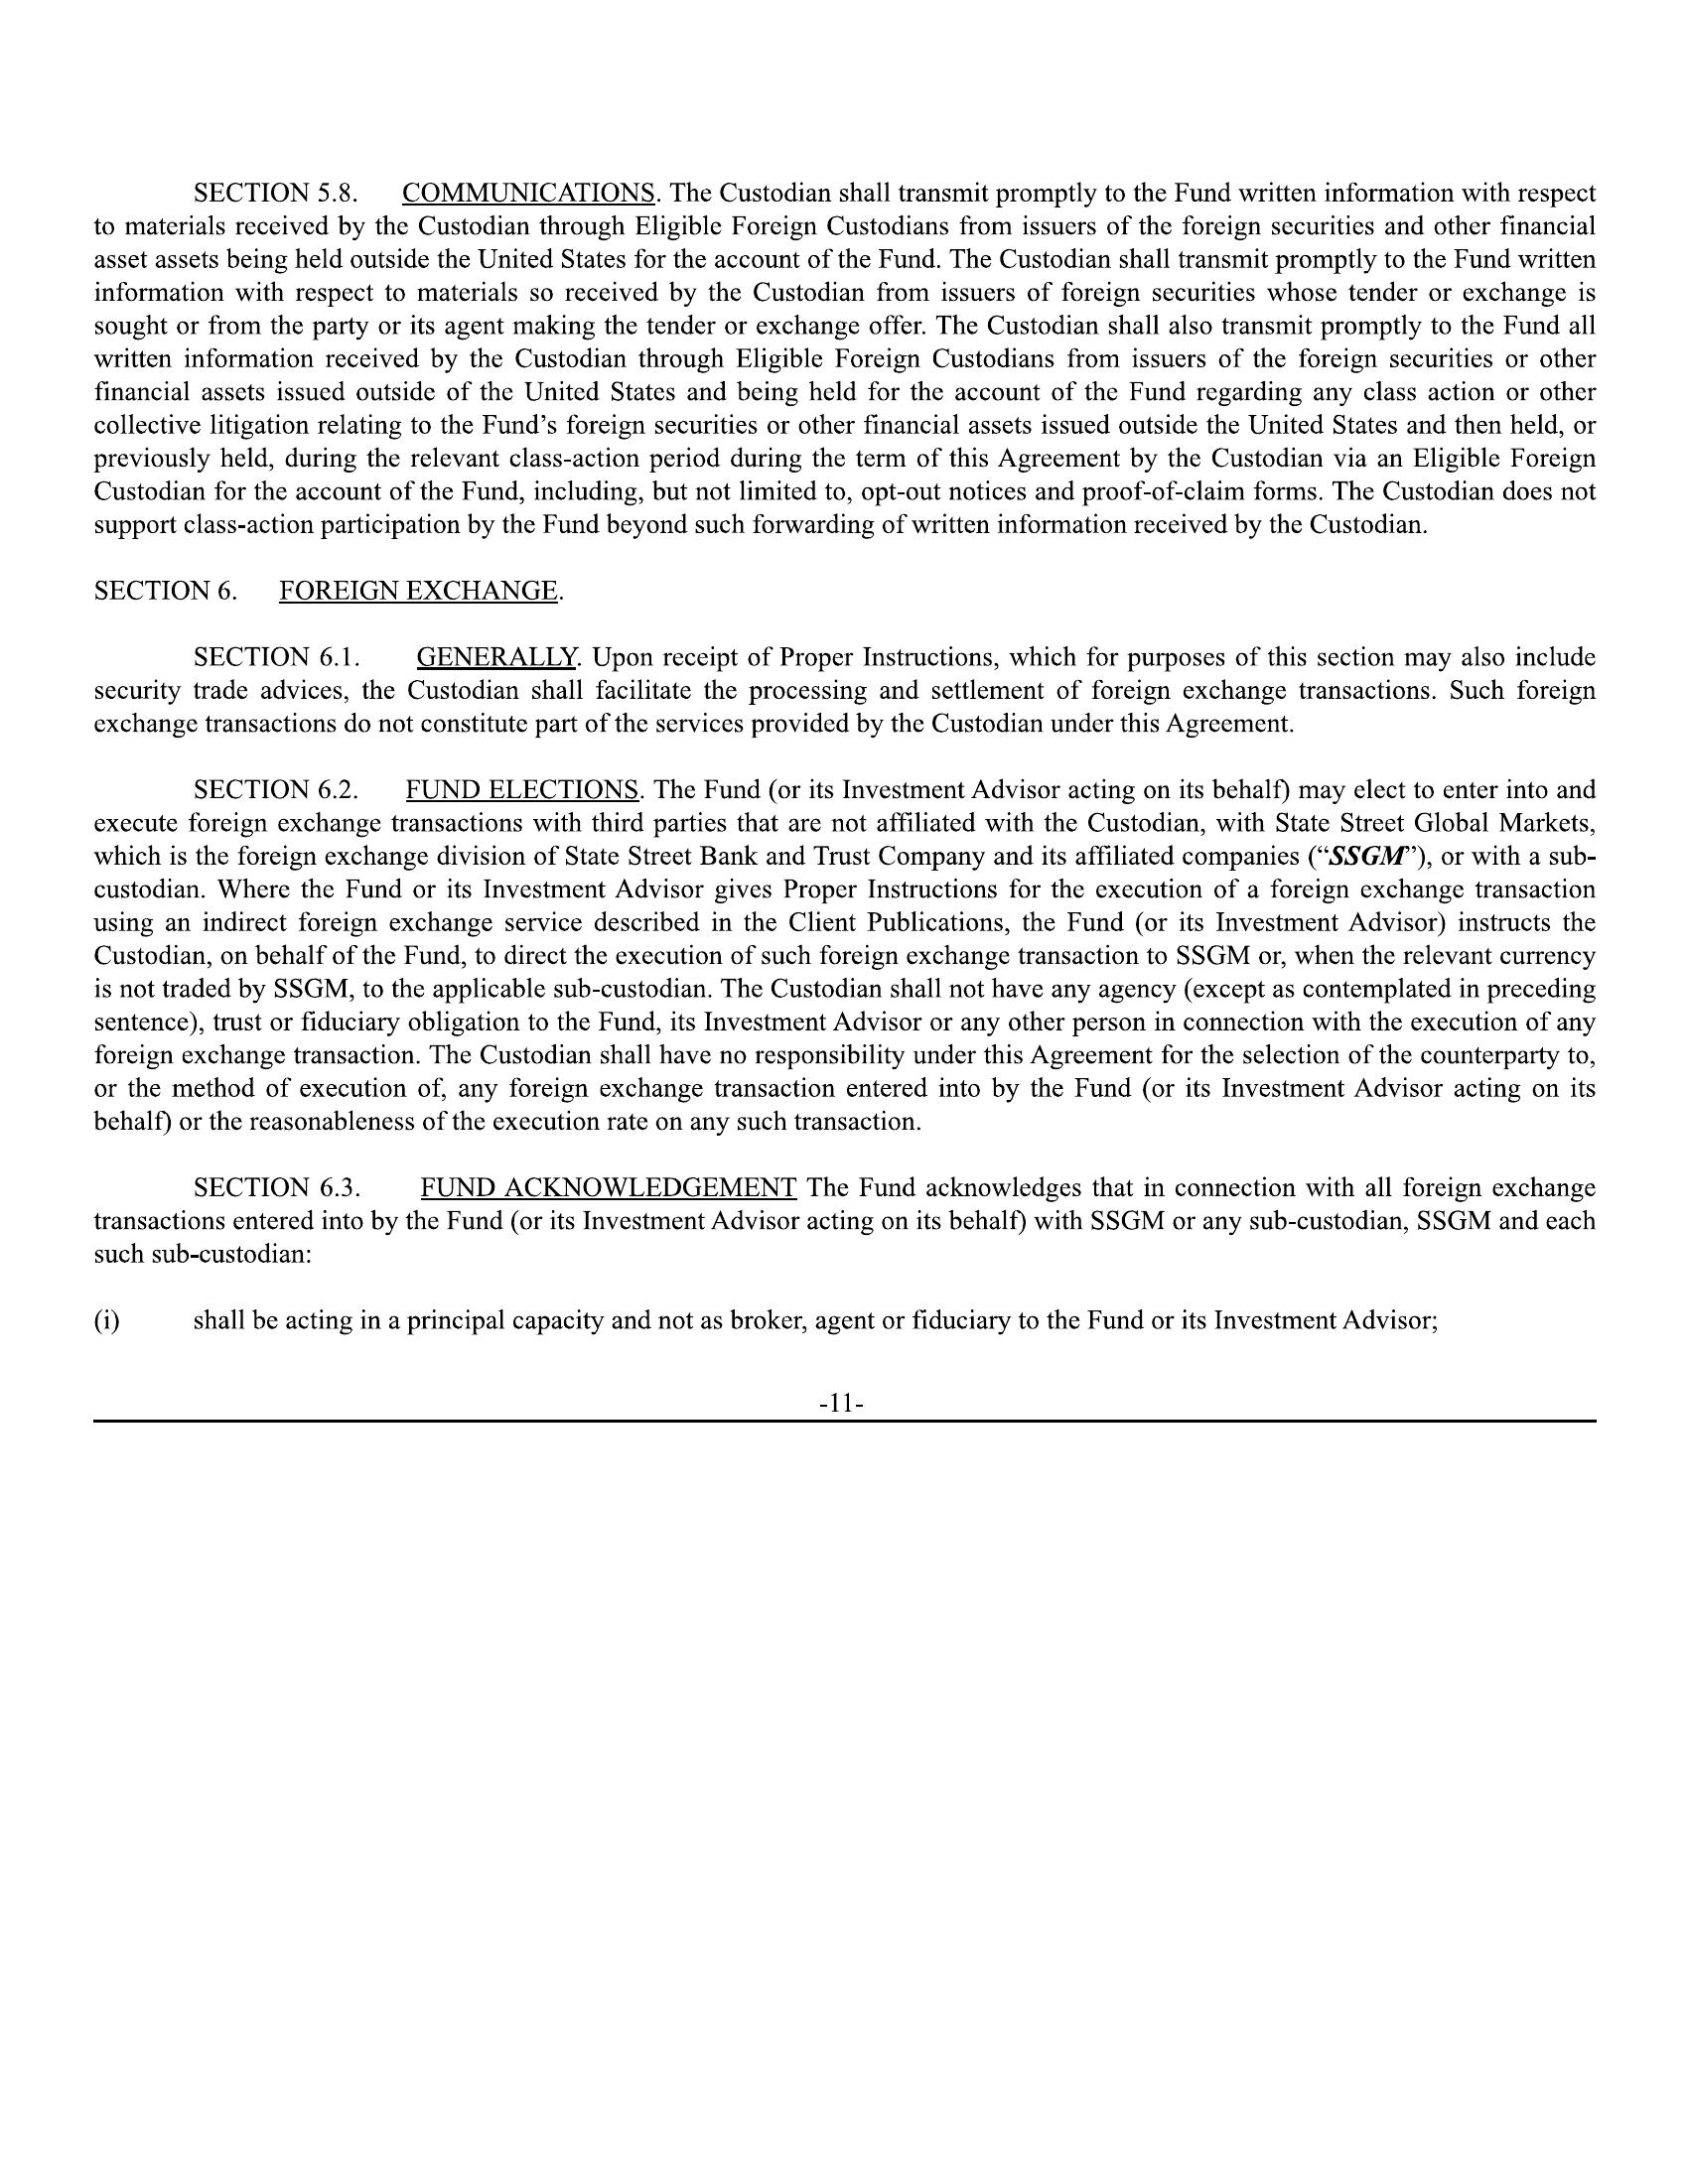 SECTION 5.8. COMMUNICATIONS. The Custodian shall transmit promptly to the Fund written information with respect
to materials received by the Custodian through Eligible Foreign Custodians from issuers of the foreign securities and other financial
asset assets being held outside the United States for the account of the Fund. The Custodian shall transmit promptly to the Fund written
information with respect to materials so received by the Custodian from issuers of foreign securities whose tender or exchange is
sought or from the party or its agent making the tender or exchange offer. The Custodian shall also transmit promptly to the Fund all
written information received by the Custodian through Eligible Foreign Custodians from issuers of the foreign securities or other
financial assets issued outside of the United States and being held for the account of the Fund regarding any class action or other
collective litigation relating to the Fund’s foreign securities or other financial assets issued outside the United States and then held, or
previously held, during the relevant class-action period during the term of this Agreement by the Custodian via an Eligible Foreign
Custodian for the account of the Fund, including, but not limited to, opt-out notices and proof-of-claim forms. The Custodian does not
support class-action participation by the Fund beyond such forwarding of written information received by the Custodian.
SECTION 6. FOREIGN EXCHANGE.
SECTION 6.1. GENERALLY. Upon receipt of Proper Instructions, which for purposes of this section may also include
security trade advices, the Custodian shall facilitate the processing and settlement of foreign exchange transactions. Such foreign
exchange transactions do not constitute part of the services provided by the Custodian under this Agreement.
SECTION 6.2. FUND ELECTIONS. The Fund (or its Investment Advisor acting on its behalf) may elect to enter into and
execute foreign exchange transactions with third parties that are not affiliated with the Custodian, with State Street Global Markets,
which is the foreign exchange division of State Street Bank and Trust Company and its affiliated companies (“SSGM”), or with a sub-
custodian. Where the Fund or its Investment Advisor gives Proper Instructions for the execution of a foreign exchange transaction
using an indirect foreign exchange service described in the Client Publications, the Fund (or its Investment Advisor) instructs the
Custodian, on behalf of the Fund, to direct the execution of such foreign exchange transaction to SSGM or, when the relevant currency
is not traded by SSGM, to the applicable sub-custodian. The Custodian shall not have any agency (except as contemplated in preceding
sentence), trust or fiduciary obligation to the Fund, its Investment Advisor or any other person in connection with the execution of any
foreign exchange transaction. The Custodian shall have no responsibility under this Agreement for the selection of the counterparty to,
or the method of execution of, any foreign exchange transaction entered into by the Fund (or its Investment Advisor acting on its
behalf) or the reasonableness of the execution rate on any such transaction.
SECTION 6.3. FUND ACKNOWLEDGEMENT The Fund acknowledges that in connection with all foreign exchange
transactions entered into by the Fund (or its Investment Advisor acting on its behalf) with SSGM or any sub-custodian, SSGM and each
such sub-custodian:
(i) shall be acting in a principal capacity and not as broker, agent or fiduciary to the Fund or its Investment Advisor;
-11-